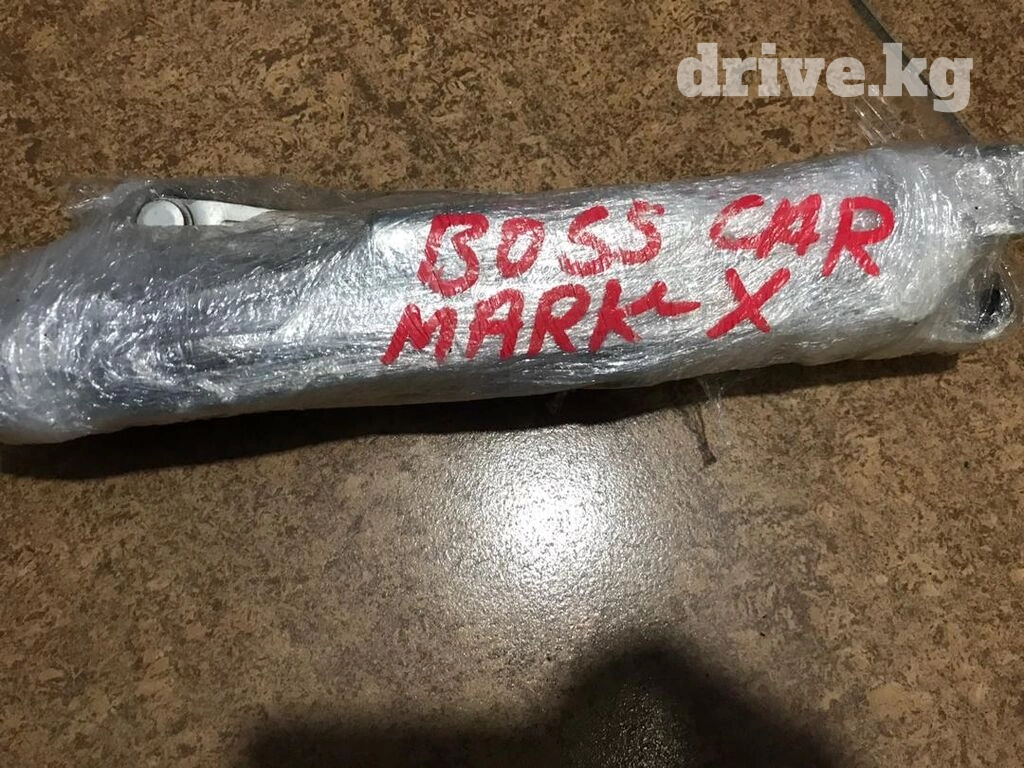 drive.kg
BOSS CAR
MARK X